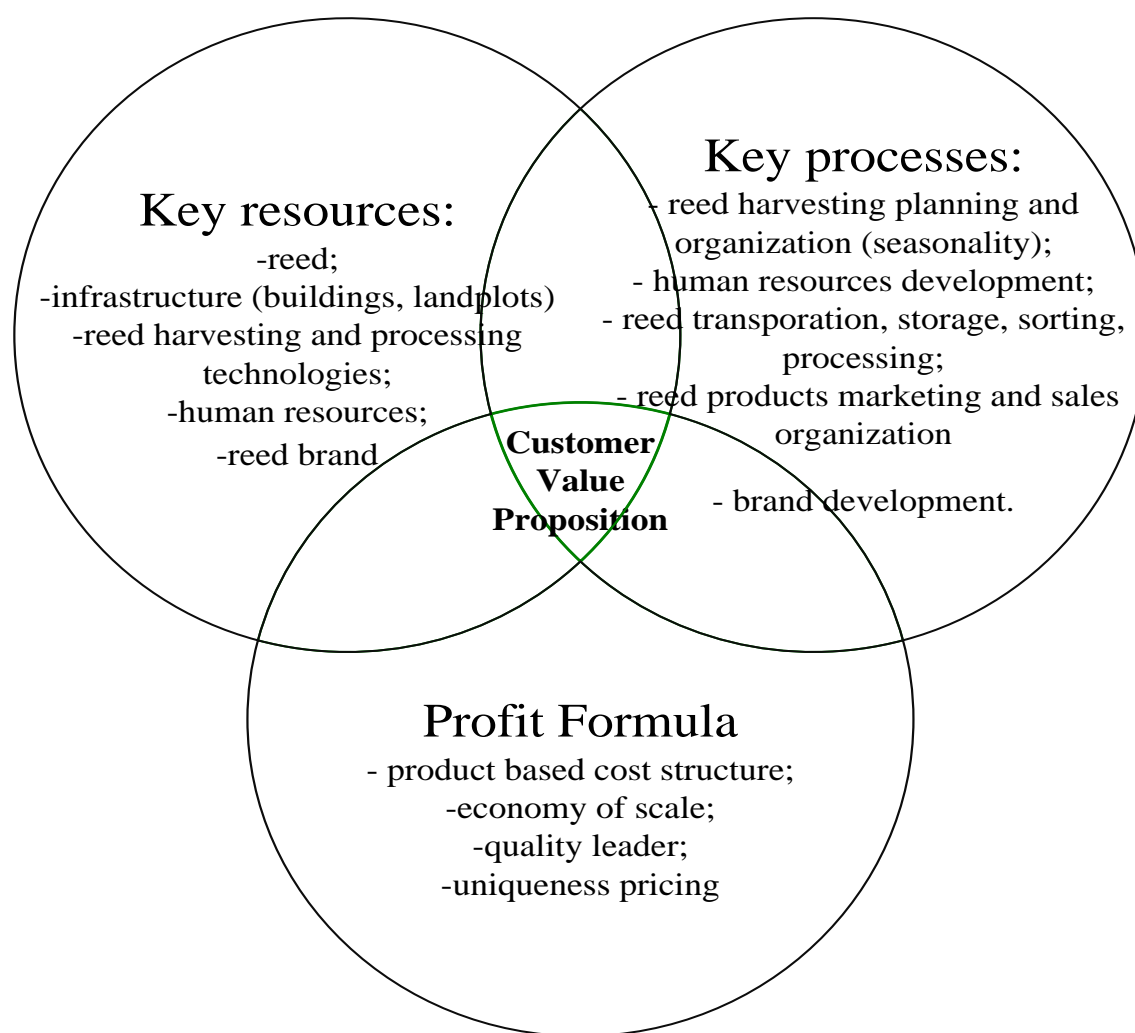 Key resources:
-reed;
-infrastructure (buildings, landplots)
-reed harvesting and processing
technologies;
-human resources;
-reed brand
Key processes:
- reed harvesting planning and
organization (seasonality);
- human resources development;
- reed transporation, storage, sorting,
processing;
- reed products marketing and sales
organization
- brand development.
Customer
Value
Proposition
Profit Formula
- product based cost structure;
-economy of scale;
-quality leader;
-uniqueness pricing